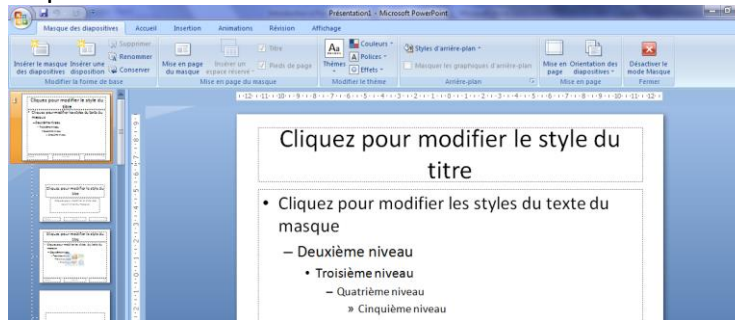 Présentation1 - Microsoft PowerPoint
Masque des diapositives Accueil Insertion Animations Révision Affichage
Insérer le masque des diapositives
Insérer une disposition
Supprimer
Renommer
Conserver
Modifier la forme de base
Mise en page du masque
Insérer un espace réservé
Titre
Pieds de page
Mise en page du masque
Aa
Thèmes
Couleurs
A Polices
Effets
Modifier le thème
Styles d'arrière-plan
Masquer les graphiques d'arrière-plan
Arrière-plan
Mise en page
Orientation des diapositives
Mise en page
Désactiver le mode Masque
Fermer
Cliquez pour modifier le style du
titre
• Cliquez pour modifier les styles du texte du
masque
– Deuxième niveau
• Troisième niveau
– Quatrième niveau
» Cinquième niveau